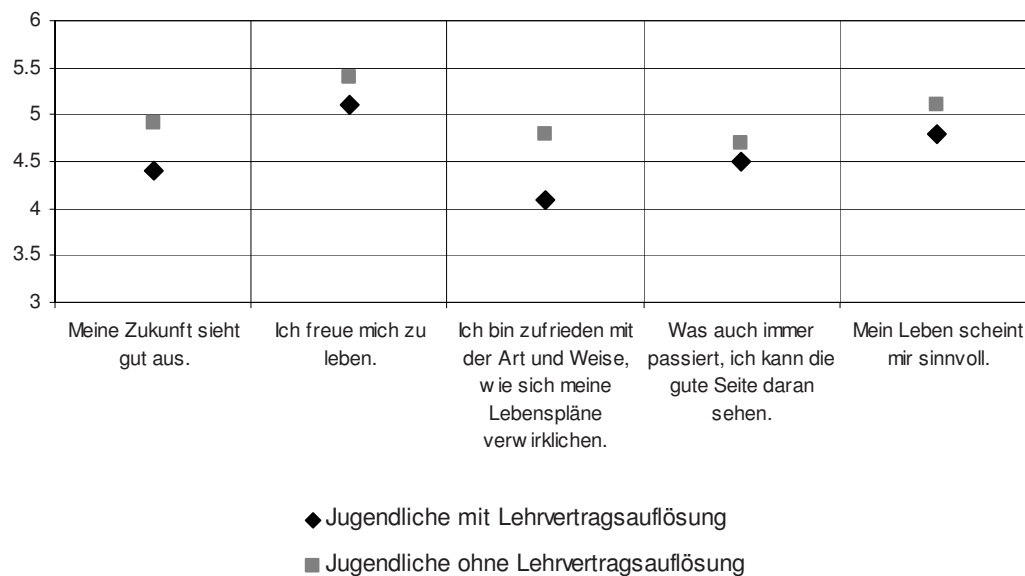 6
5.5
5
4.5
4
3.5
3
Meine Zukunft sieht
gut aus.
Ich freue mich zu
leben.
Ich bin zufrieden mit
der Art und Weise,
wie sich meine
Lebenspläne
verwirklichen.
Was auch immer
passiert, ich kann die
gute Seite daran
sehen.
Mein Leben scheint
mir sinnvoll.
Jugendliche mit Lehrvertragsauflösung
Jugendliche ohne Lehrvertragsauflösung